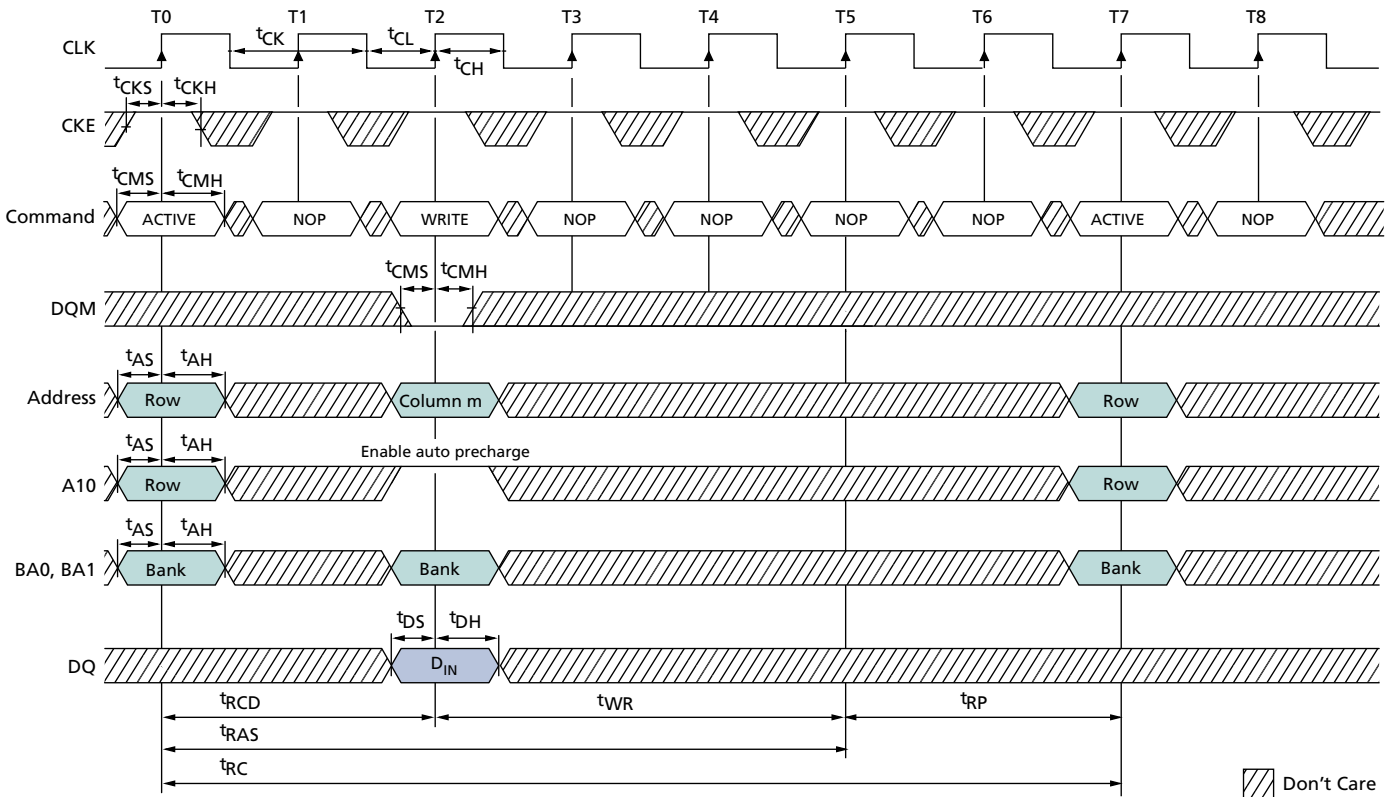 T0 T1 T2 T3 T4 T5 T6 T7 T8
CLK tCK tCL
tCH
tCKS tCKH
CKE
tCMS tCMH
Command ACTIVE NOP WRITE NOP NOP NOP NOP ACTIVE NOP
tCMS tCMH
DQM
tAS tAH
Address Row Column m Row
tAS tAH Enable auto precharge
A10 Row Row
tAS tAH
BA0, BA1 Bank Bank Bank
tDS tDH
DQ DIN
tRCD tWR tRP
tRAS
tRC
Don't Care